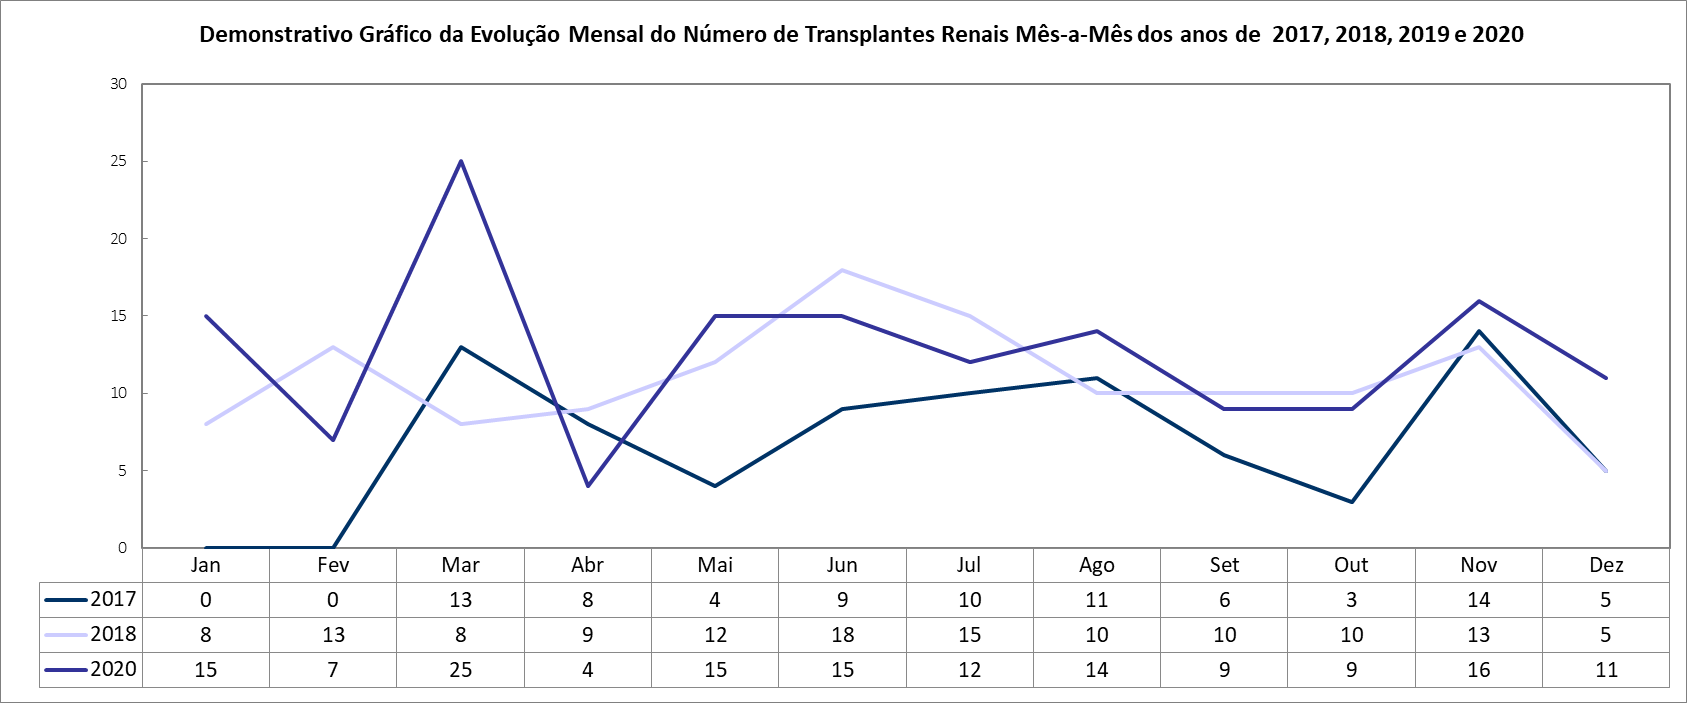 Demonstrativo Gráfico da Evolução Mensal do Número de Transplantes Renais Mês-a-Mês dos anos de 2017, 2018, 2019 e 2020
30
25
20
15
10
5
0
Jan Fev Mar Abr Mai Jun Jul Ago Set Out Nov Dez
2017 0 0 13 8 4 9 10 11 6 3 14 5
2018 8 13 8 9 12 18 15 10 10 10 13 5
2020 15 7 25 4 15 15 12 14 9 9 16 11